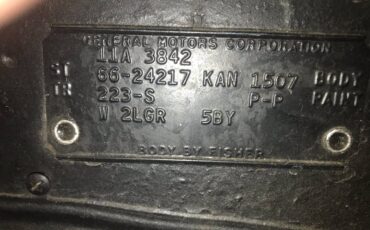 GENERAL MOTORS CORPORATION
11A 3842
ST 66-24217 KAN 1507 BODY
TR 223-S P-P PAINT
W 2LGR 5BY
BODY BY FISHER